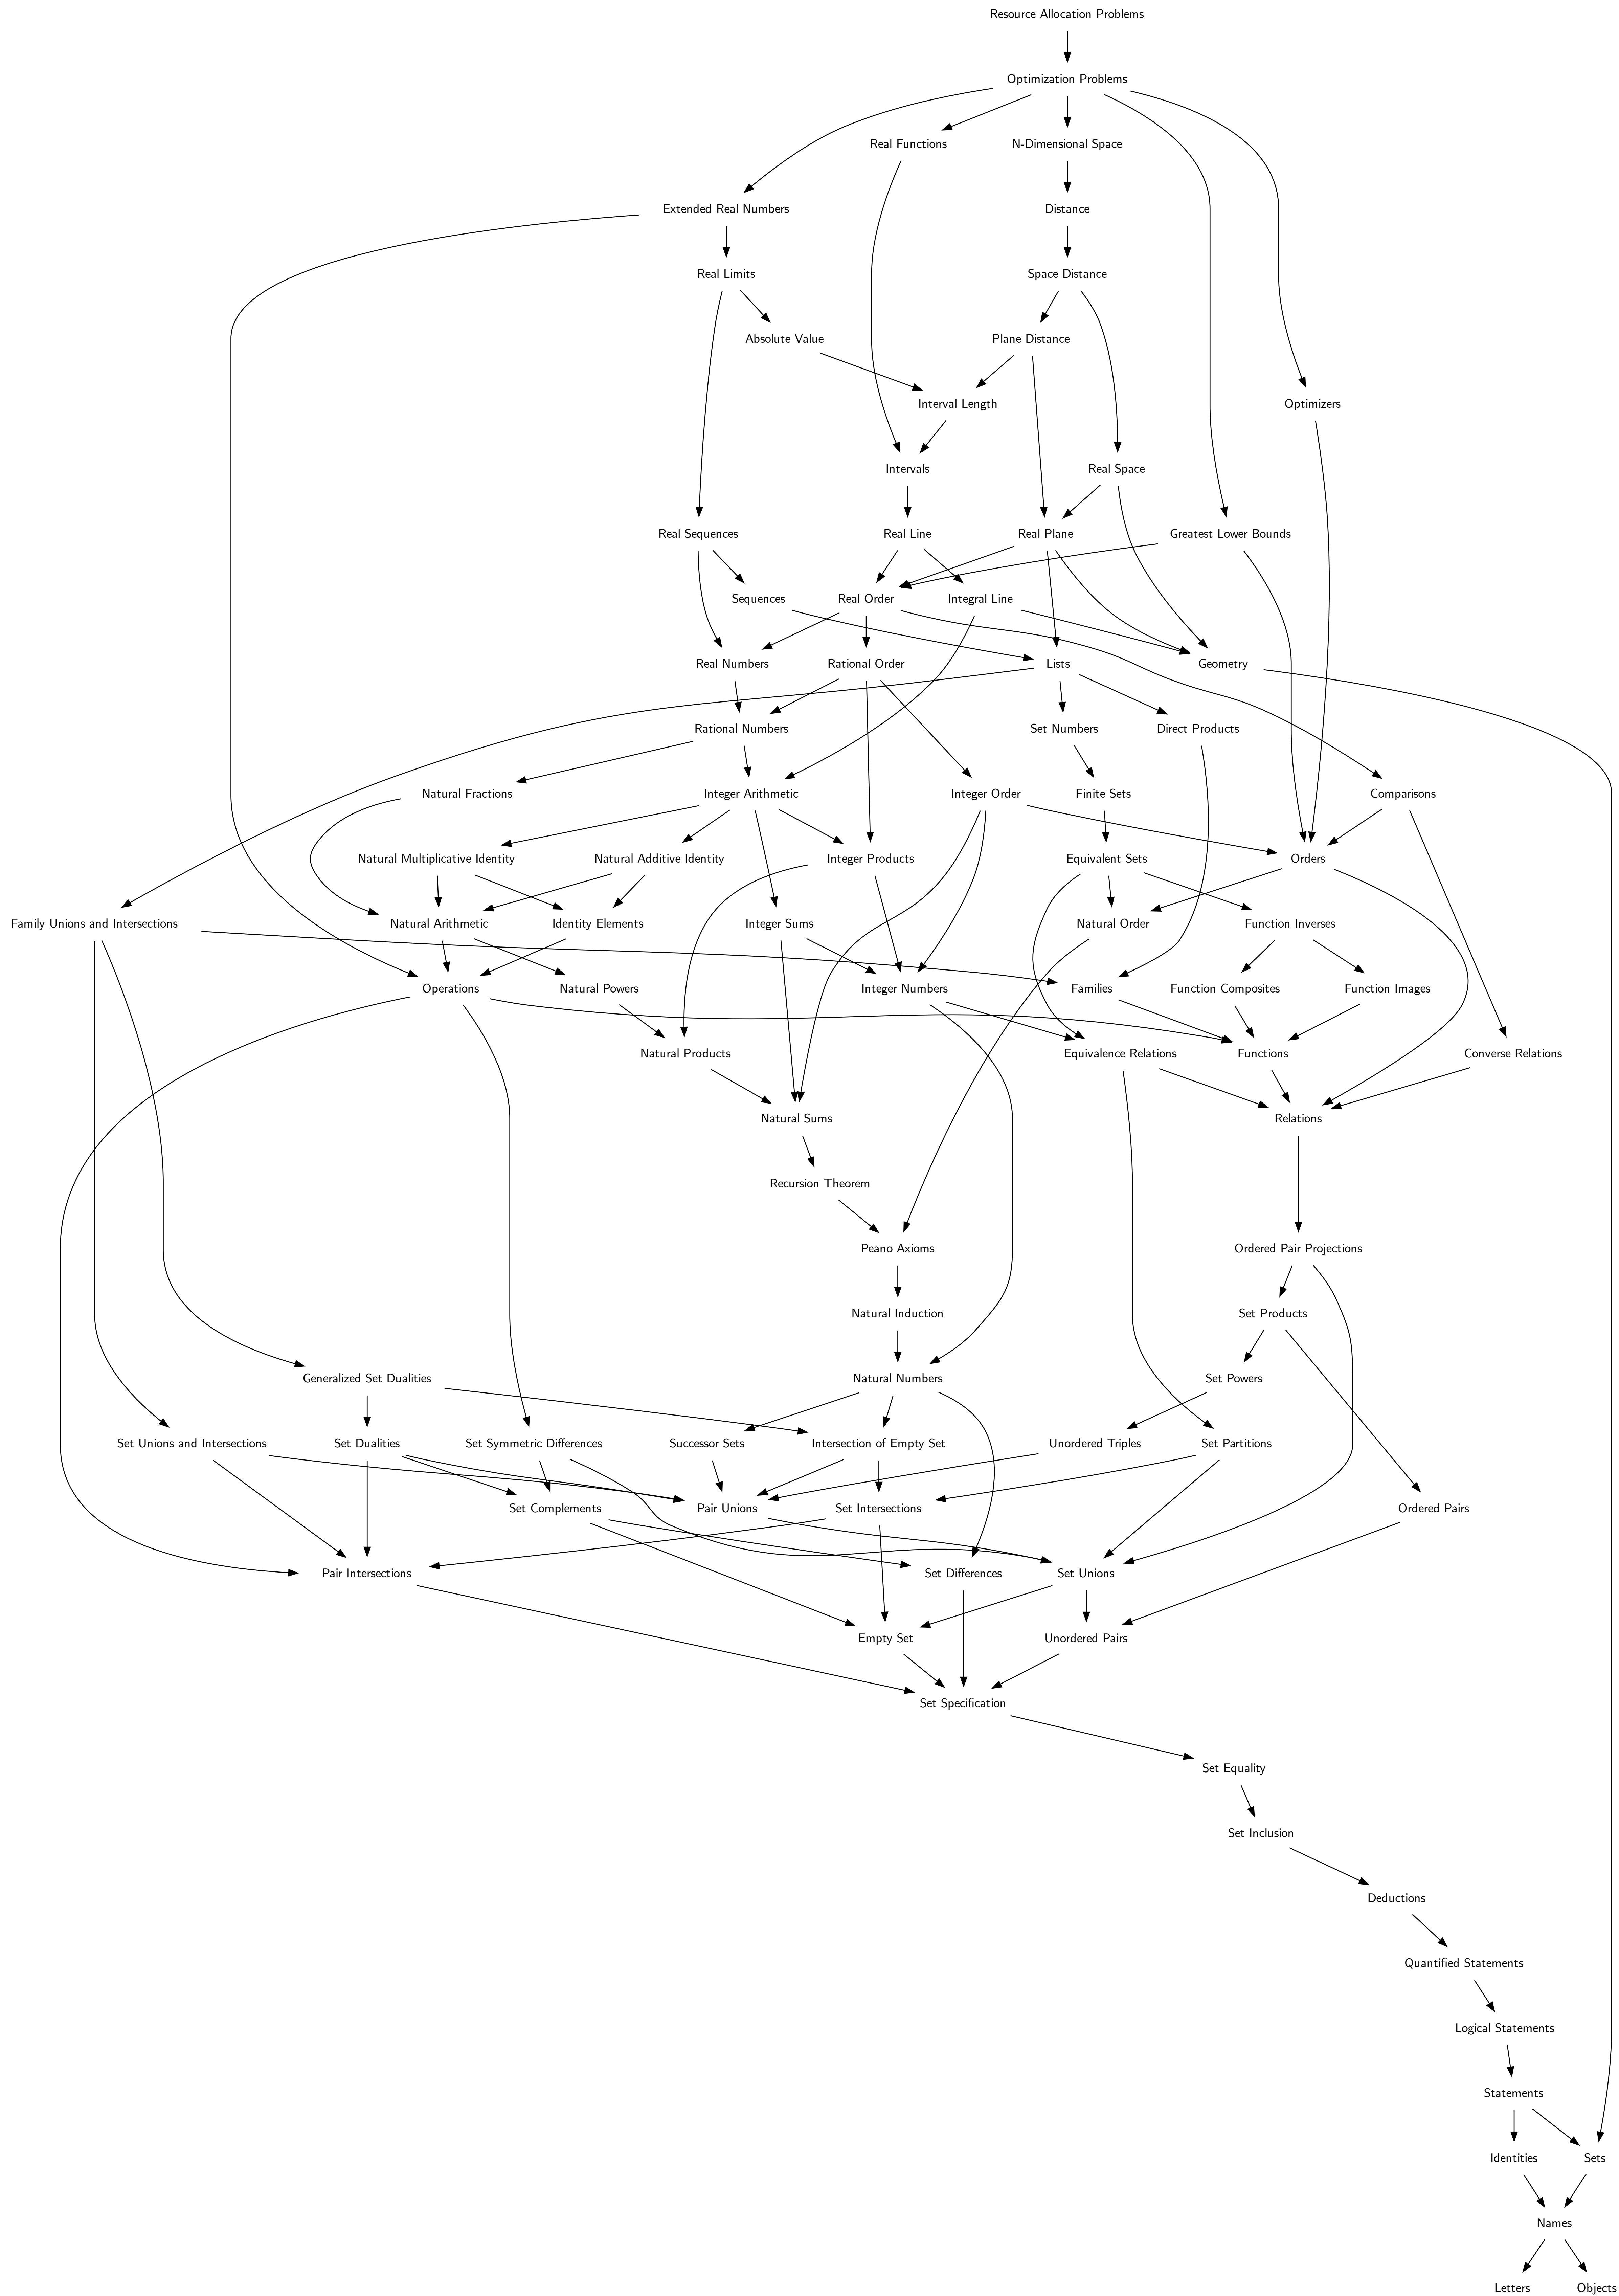 Resource Allocation Problems
Optimization Problems
Real Functions
N-Dimensional Space
Extended Real Numbers
Distance
Real Limits
Space Distance
Absolute Value
Plane Distance
Interval Length
Optimizers
Intervals
Real Space
Real Sequences
Real Line
Real Plane
Greatest Lower Bounds
Sequences
Real Order
Integral Line
Real Numbers
Rational Order
Lists
Geometry
Rational Numbers
Set Numbers
Direct Products
Natural Fractions
Integer Arithmetic
Integer Order
Finite Sets
Comparisons
Natural Multiplicative Identity
Natural Additive Identity
Integer Products
Equivalent Sets
Orders
Family Unions and Intersections
Natural Arithmetic
Identity Elements
Integer Sums
Natural Order
Function Inverses
Operations
Natural Powers
Integer Numbers
Families
Function Composites
Function Images
Natural Products
Equivalence Relations
Functions
Converse Relations
Natural Sums
Relations
Recursion Theorem
Peano Axioms
Ordered Pair Projections
Natural Induction
Set Products
Generalized Set Dualities
Natural Numbers
Set Powers
Set Unions and Intersections
Set Dualities
Set Symmetric Differences
Successor Sets
Intersection of Empty Set
Unordered Triples
Set Partitions
Set Complements
Pair Unions
Set Intersections
Ordered Pairs
Pair Intersections
Set Differences
Set Unions
Empty Set
Unordered Pairs
Set Specification
Set Equality
Set Inclusion
Deductions
Quantified Statements
Logical Statements
Statements
Identities
Sets
Names
Letters
Objects